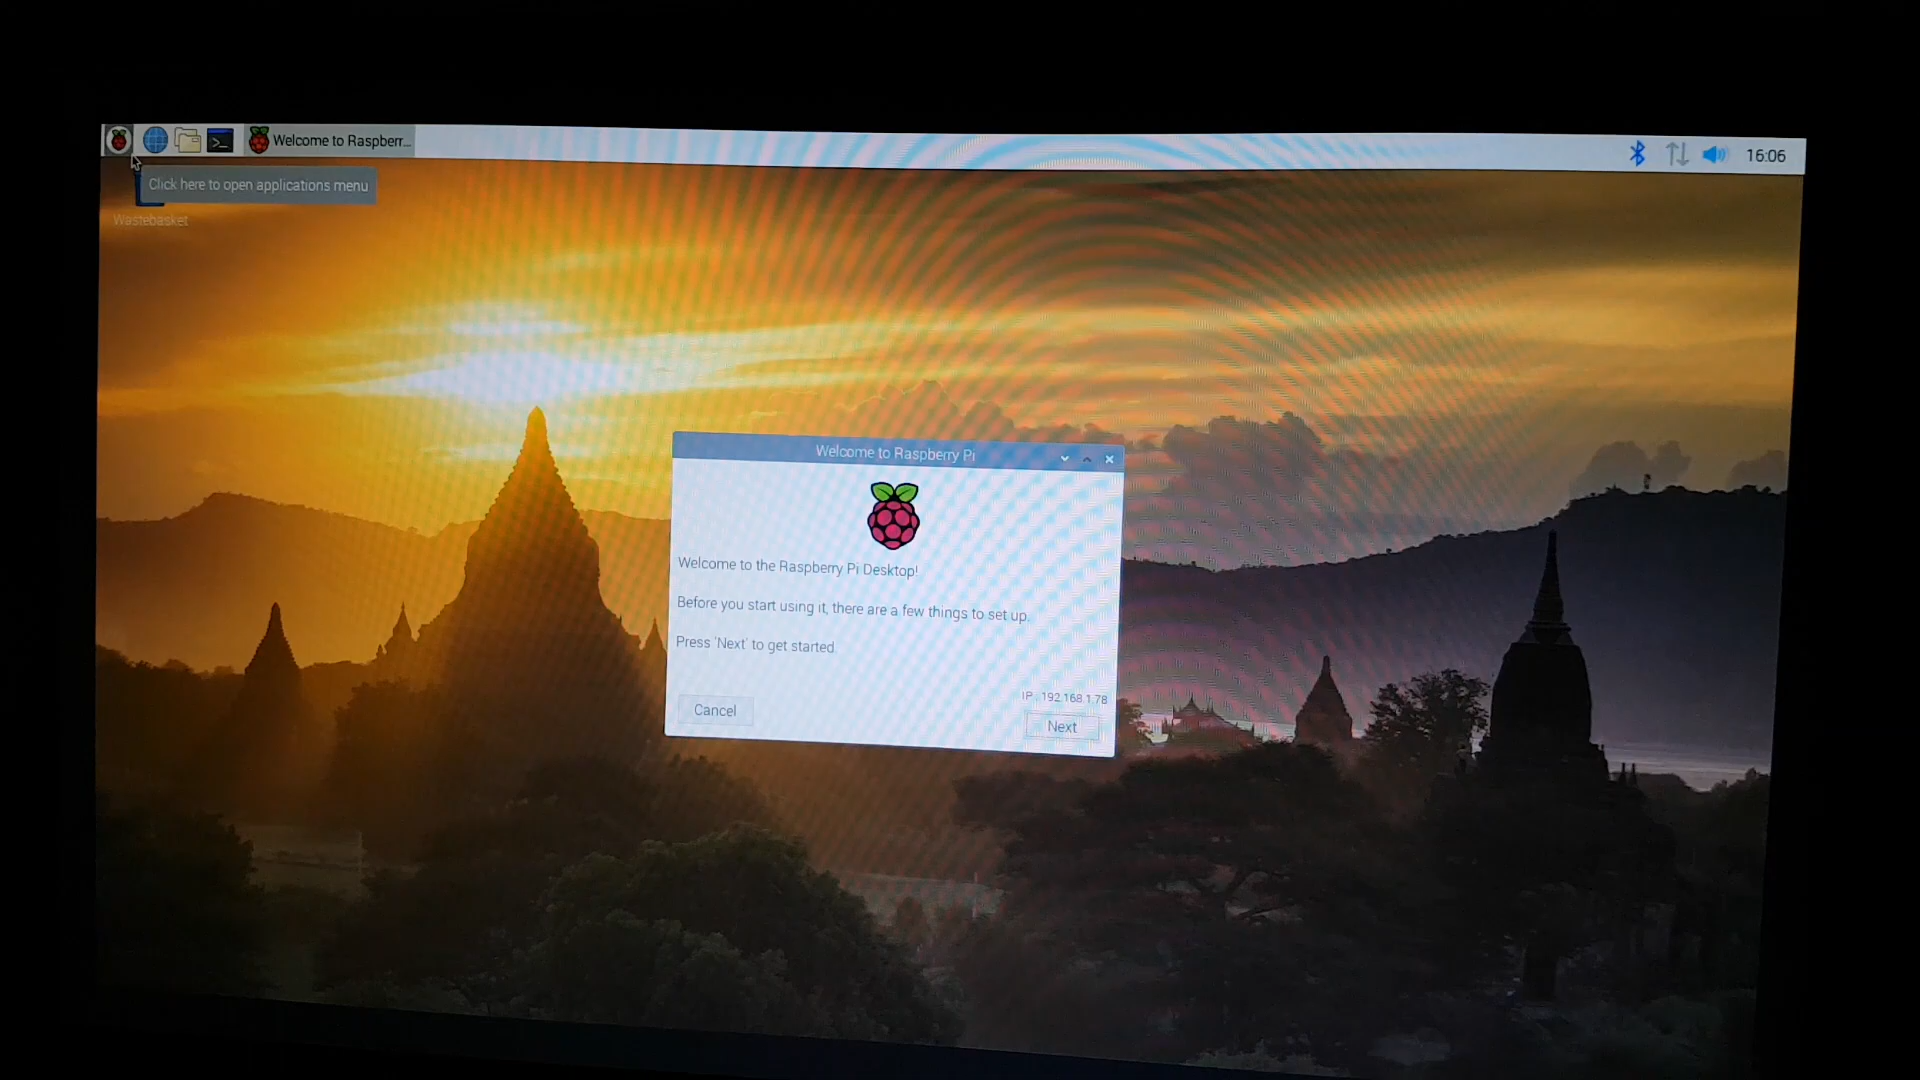 Welcome to Raspberr...
16:06
Click here to open applications menu
Wastebasket
Welcome to Raspberry Pi
Welcome to the Raspberry Pi Desktop!
Before you start using it, there are a few things to set up.
Press 'Next' to get started.
IP : 192.168.1.78
Cancel
Next